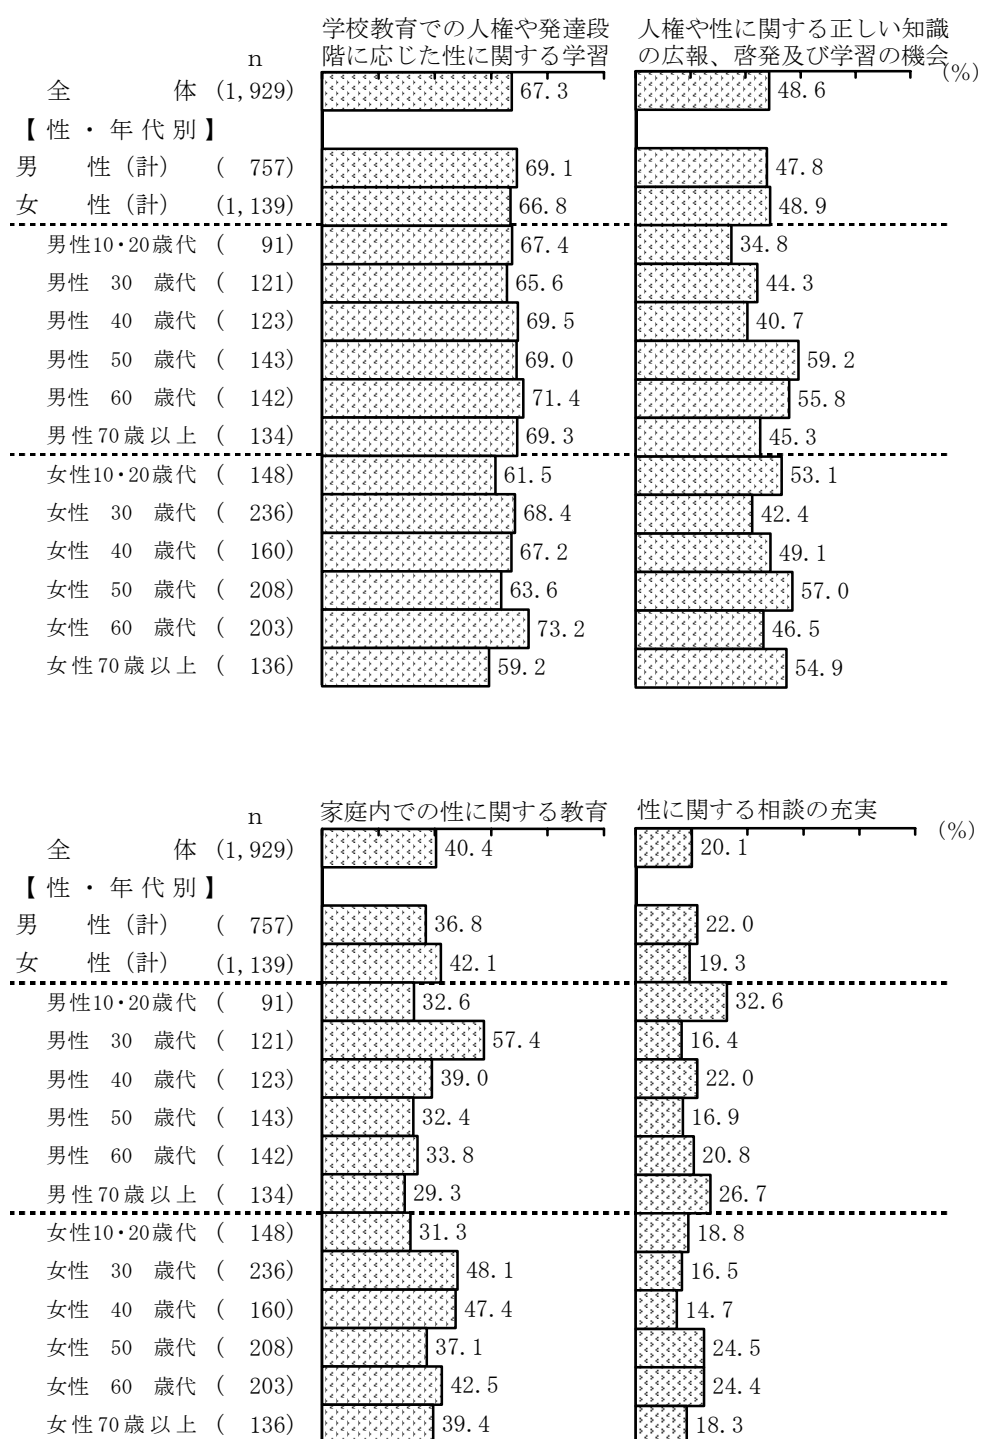 学校教育での人権や発達段
階に応じた性に関する学習
人権や性に関する正しい知識
の広報、啓発及び学習の機会
n
(%)
全 体 (1,929) 67.3 48.6
【性・年代別】
男 性(計) ( 757) 69.1 47.8
女 性(計) (1,139) 66.8 48.9
男性10・20歳代 ( 91) 67.4 34.8
男性 30 歳代 ( 121) 65.6 44.3
男性 40 歳代 ( 123) 69.5 40.7
男性 50 歳代 ( 143) 69.0 59.2
男性 60 歳代 ( 142) 71.4 55.8
男性70歳以上 ( 134) 69.3 45.3
女性10・20歳代 ( 148) 61.5 53.1
女性 30 歳代 ( 236) 68.4 42.4
女性 40 歳代 ( 160) 67.2 49.1
女性 50 歳代 ( 208) 63.6 57.0
女性 60 歳代 ( 203) 73.2 46.5
女性70歳以上 ( 136) 59.2 54.9
家庭内での性に関する教育
性に関する相談の充実
n
(%)
全 体 (1,929) 40.4 20.1
【性・年代別】
男 性(計) ( 757) 36.8 22.0
女 性(計) (1,139) 42.1 19.3
男性10・20歳代 ( 91) 32.6 32.6
男性 30 歳代 ( 121) 57.4 16.4
男性 40 歳代 ( 123) 39.0 22.0
男性 50 歳代 ( 143) 32.4 16.9
男性 60 歳代 ( 142) 33.8 20.8
男性70歳以上 ( 134) 29.3 26.7
女性10・20歳代 ( 148) 31.3 18.8
女性 30 歳代 ( 236) 48.1 16.5
女性 40 歳代 ( 160) 47.4 14.7
女性 50 歳代 ( 208) 37.1 24.5
女性 60 歳代 ( 203) 42.5 24.4
女性70歳以上 ( 136) 39.4 18.3